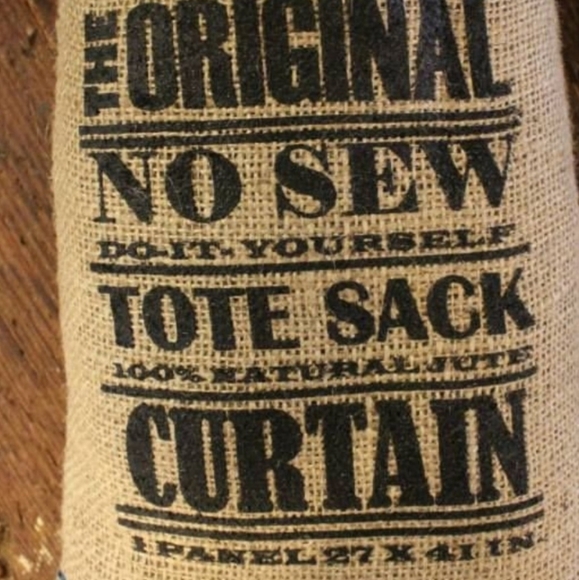 THE ORIGINAL
NO SEW
DO-IT-YOURSELF
TOTE SACK
100% NATURAL JUTE
CURTAIN
1 PANEL 27 X 41 IN.